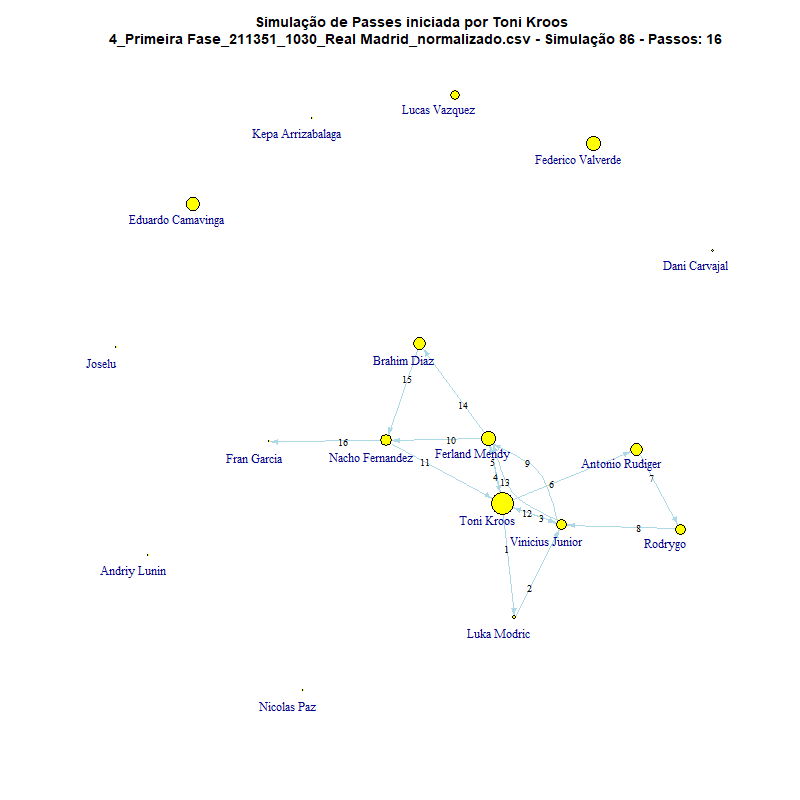 Simulação de Passes iniciada por Toni Kroos
4_Primeira Fase_211351_1030_Real Madrid_normalizado.csv - Simulação 86 - Passos: 16
Lucas Vazquez
Kepa Arrizabalaga
Federico Valverde
Eduardo Camavinga
Dani Carvajal
Joselu
Brahim Diaz
15
14
16
10
Fran Garcia
Nacho Fernandez
Ferland Mendy
Antonio Rudiger
11
5
9
4
13
6
7
Toni Kroos
12
3
8
Vinicius Junior
Rodrygo
1
Andriy Lunin
2
Luka Modric
Nicolas Paz